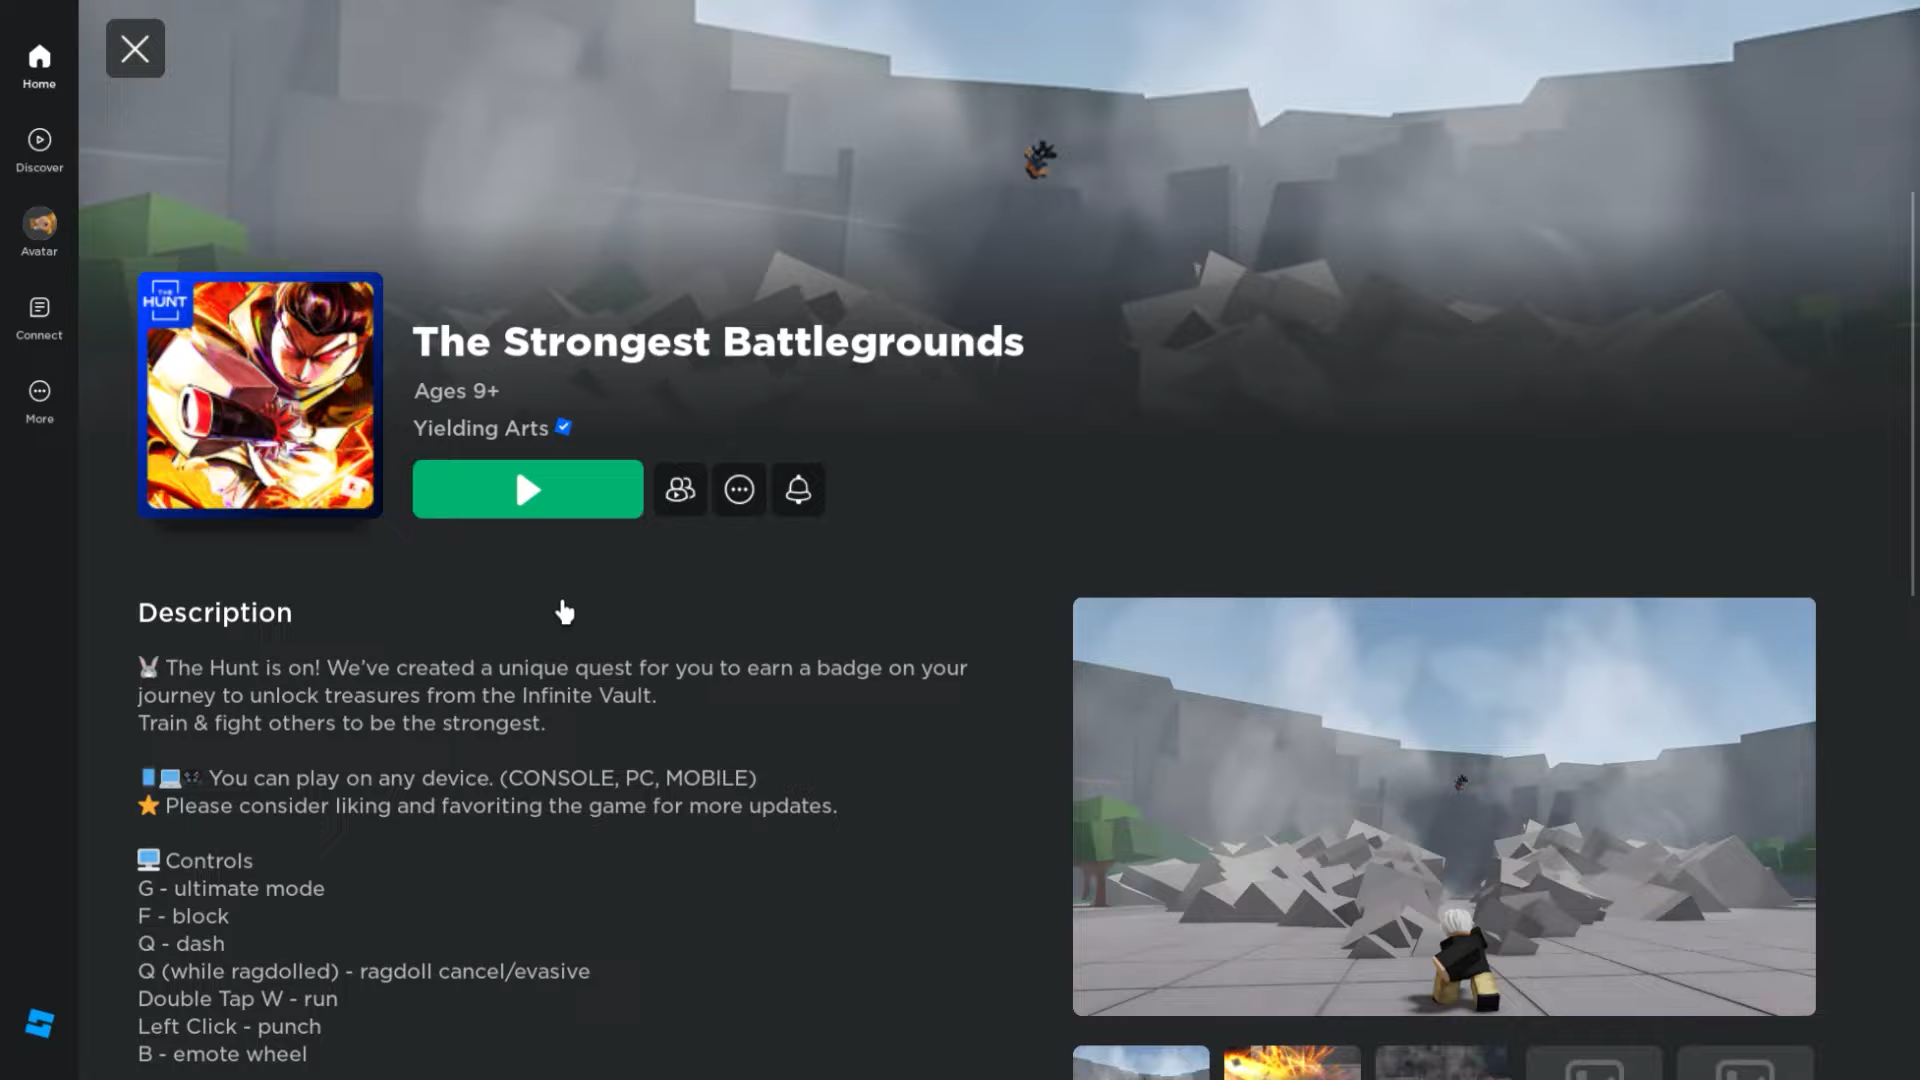 Home
Discover
Avatar
Connect
More
THE
HUNT
The Strongest Battlegrounds
Ages 9+
Yielding Arts
Description
🐰 The Hunt is on! We've created a unique quest for you to earn a badge on your
journey to unlock treasures from the Infinite Vault.
Train & fight others to be the strongest.
📱💻🎮 You can play on any device. (CONSOLE, PC, MOBILE)
⭐ Please consider liking and favoriting the game for more updates.
🖥️ Controls
G - ultimate mode
F - block
Q - dash
Q (while ragdolled) - ragdoll cancel/evasive
Double Tap W - run
Left Click - punch
B - emote wheel